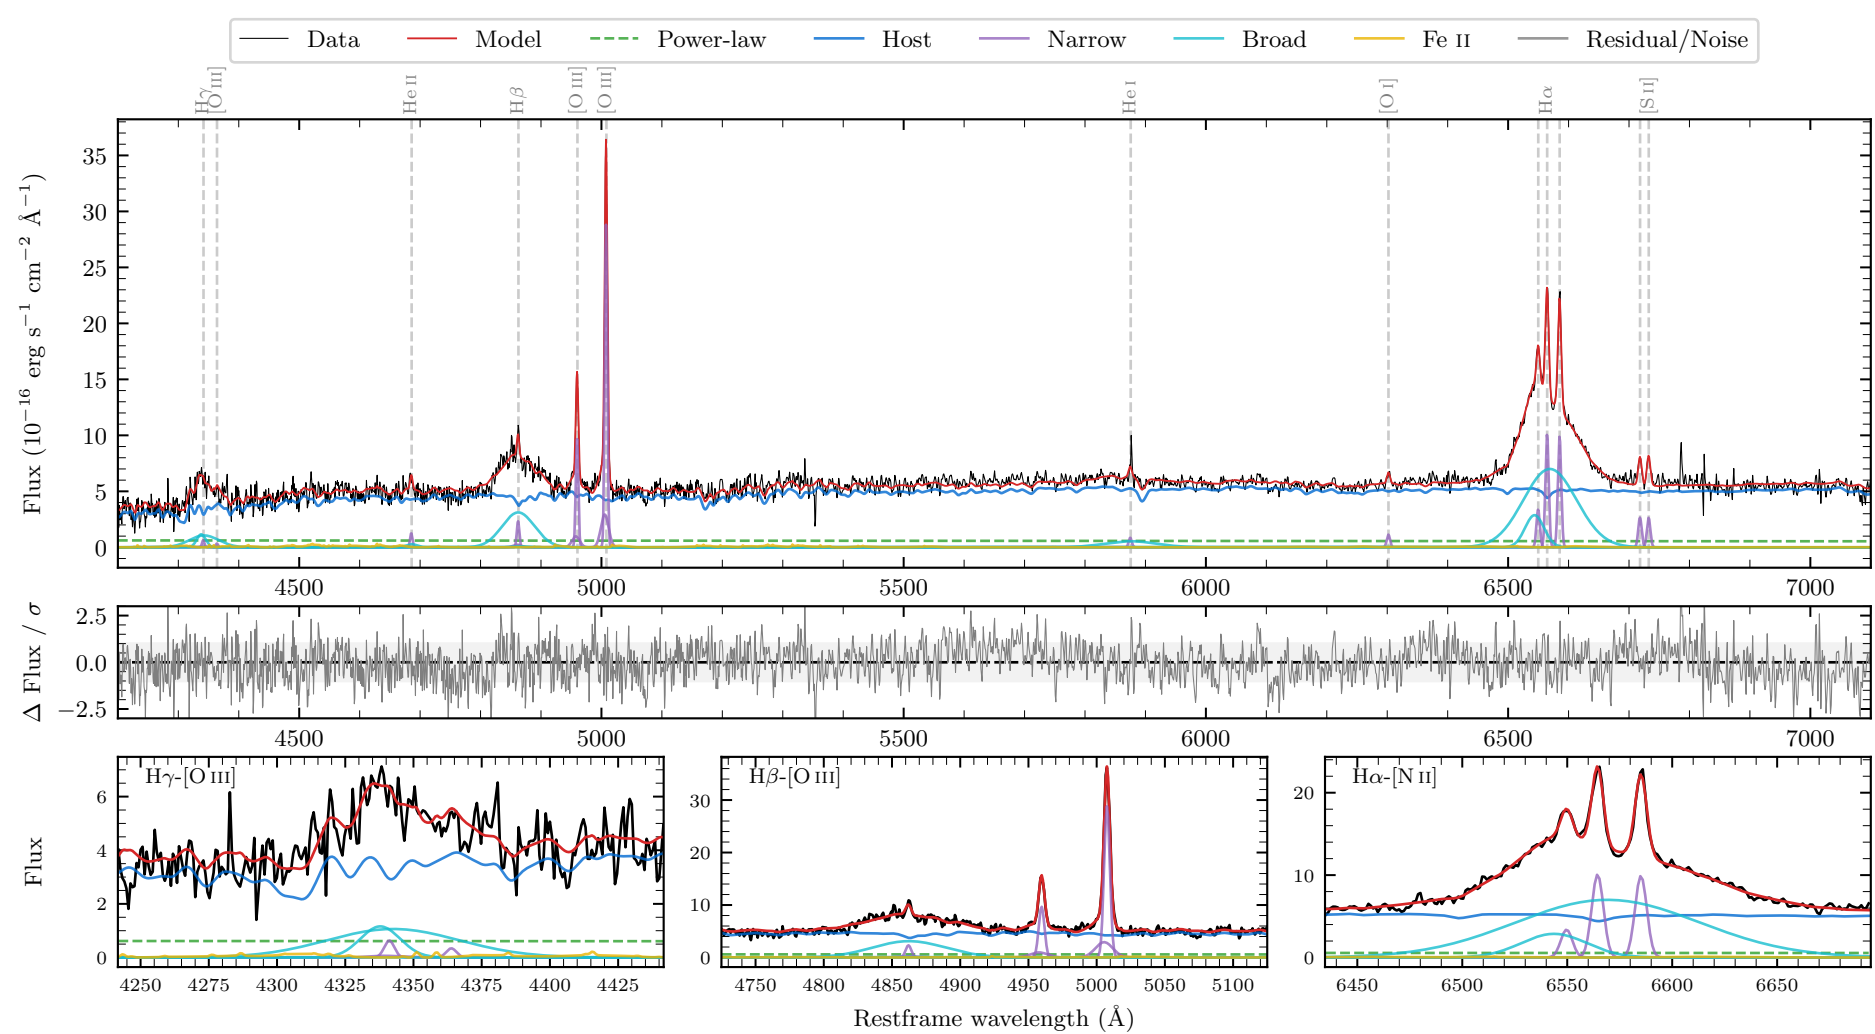 Data Model Power-law Host Narrow Broad Fe II Residual/Noise
Hγ [O III] He II Hβ [O III] [O III] He I [O I] Hα [S II]
Flux (10⁻¹⁶ erg s⁻¹ cm⁻² Å⁻¹)
35
30
25
20
15
10
5
0
4500 5000 5500 6000 6500 7000
Δ Flux / σ
2.5
0.0
−2.5
4500 5000 5500 6000 6500 7000
Flux
Hγ-[O III]
6
4
2
0
4250 4275 4300 4325 4350 4375 4400 4425
Hβ-[O III]
30
20
10
0
4750 4800 4850 4900 4950 5000 5050 5100
Hα-[N II]
20
10
0
6450 6500 6550 6600 6650
Restframe wavelength (Å)